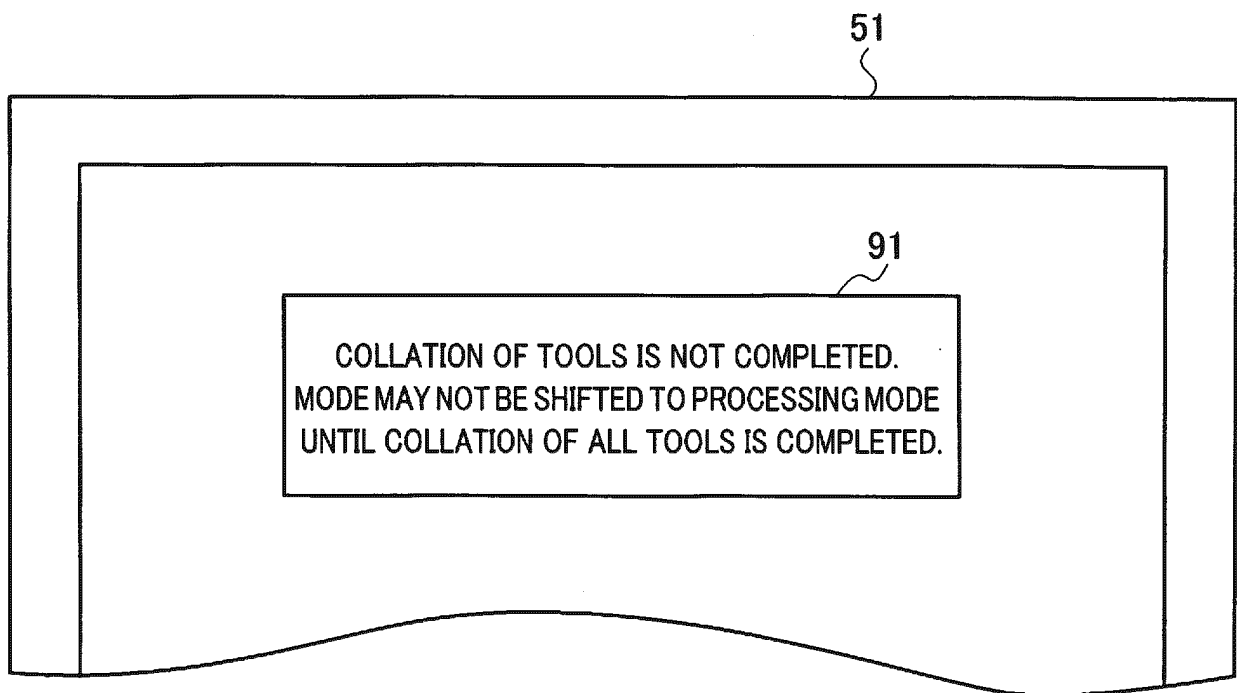 51
91
COLLATION OF TOOLS IS NOT COMPLETED.
MODE MAY NOT BE SHIFTED TO PROCESSING MODE
UNTIL COLLATION OF ALL TOOLS IS COMPLETED.